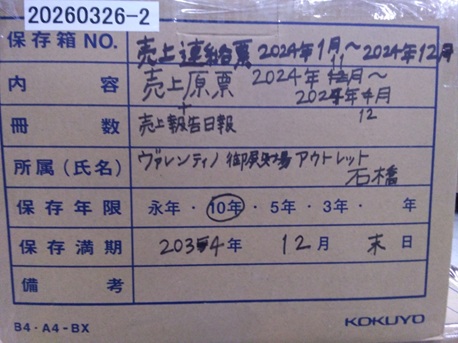 20260326-2
保存箱NO. 売上連絡票 2024年1月～2024年12月
内容 売上原票 2024年11月～
+ 2024年4月
冊数 売上報告日報 12
所属(氏名) ヴァレンティノ 御殿場アウトレット
石橋
保存年限 永年・10年・5年・3年・ 年
保存満期 2034年 12月 末日
備考
B4・A4-BX KOKUYO